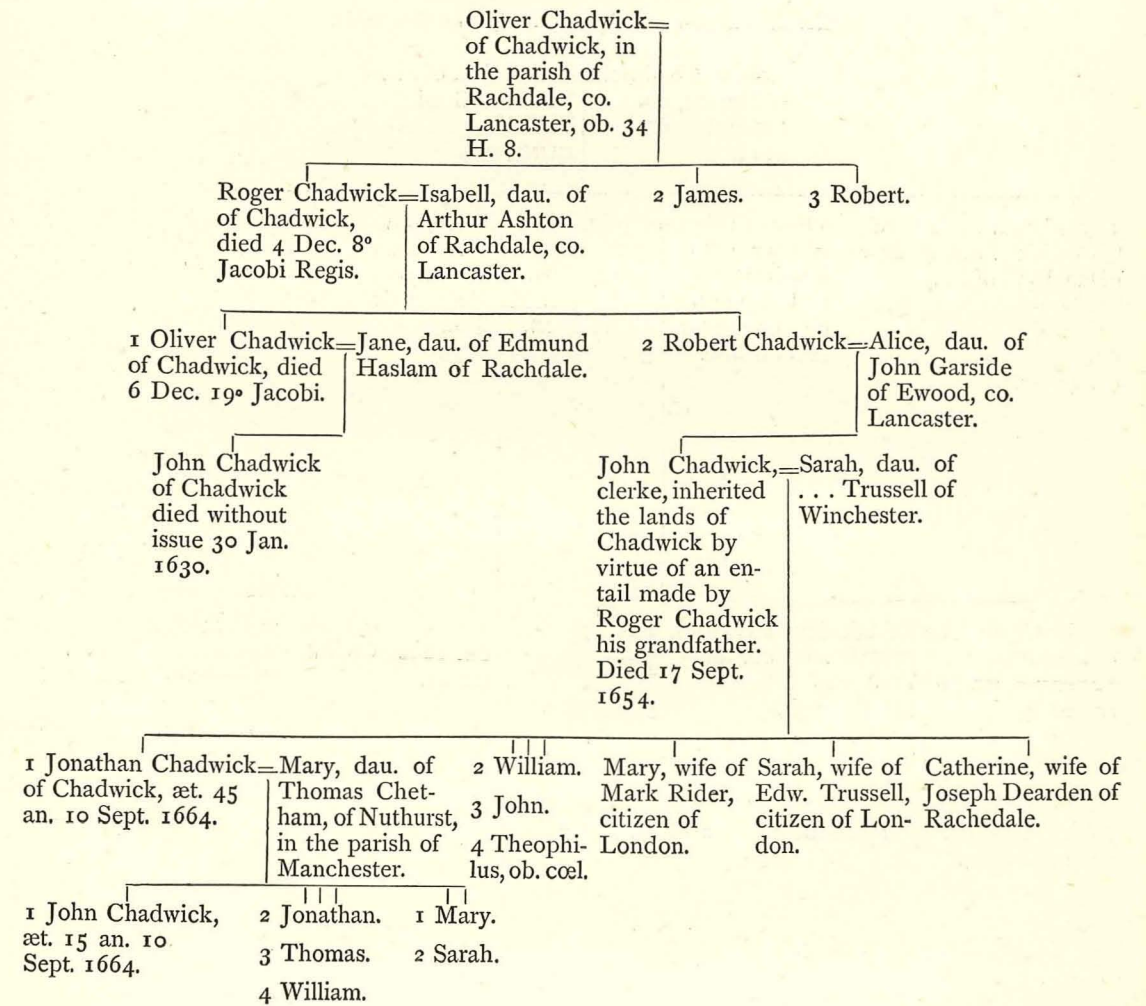 Oliver Chadwick=
of Chadwick, in
the parish of
Rachdale, co.
Lancaster, ob. 34
H. 8.
Roger Chadwick=
of Chadwick,
died 4 Dec. 8º
Jacobi Regis.
Isabell, dau. of
Arthur Ashton
of Rachdale, co.
Lancaster.
2 James.
3 Robert.
1 Oliver Chadwick=
of Chadwick, died
6 Dec. 19º Jacobi.
Jane, dau. of Edmund
Haslam of Rachdale.
2 Robert Chadwick=
Alice, dau. of
John Garside
of Ewood, co.
Lancaster.
John Chadwick
of Chadwick
died without
issue 30 Jan.
1630.
John Chadwick,=
clerke, inherited
the lands of
Chadwick by
virtue of an en-
tail made by
Roger Chadwick
his grandfather.
Died 17 Sept.
1654.
Sarah, dau. of
. . . Trussell of
Winchester.
1 Jonathan Chadwick=
of Chadwick, æt. 45
an. 10 Sept. 1664.
Mary, dau. of
Thomas Chet-
ham, of Nuthurst,
in the parish of
Manchester.
2 William.
3 John.
4 Theophi-
lus, ob. cœl.
Mary, wife of
Mark Rider,
citizen of
London.
Sarah, wife of
Edw. Trussell,
citizen of Lon-
don.
Catherine, wife of
Joseph Dearden of
Rachedale.
1 John Chadwick,
æt. 15 an. 10
Sept. 1664.
2 Jonathan.
3 Thomas.
4 William.
1 Mary.
2 Sarah.